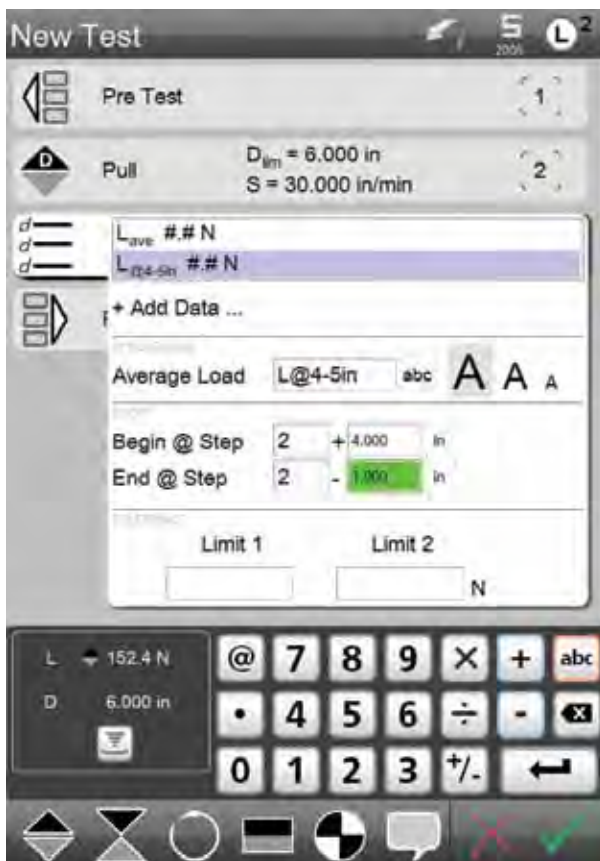 New Test
S
2005
L 2
Pre Test
1
D
Pull
Dlim = 6.000 in
2
S = 30.000 in/min
d
d
d
Lave #.# N
L@4-5in #.# N
+ Add Data ...
Average Load L@4-5in abc A A A
Begin @ Step 2 + 4.000 in
End @ Step 2 - 1.000 in
Limit 1 Limit 2
N
L 152.4 N
D 6.000 in
@ 7 8 9 × + abc
• 4 5 6 ÷ -
0 1 2 3 +/-